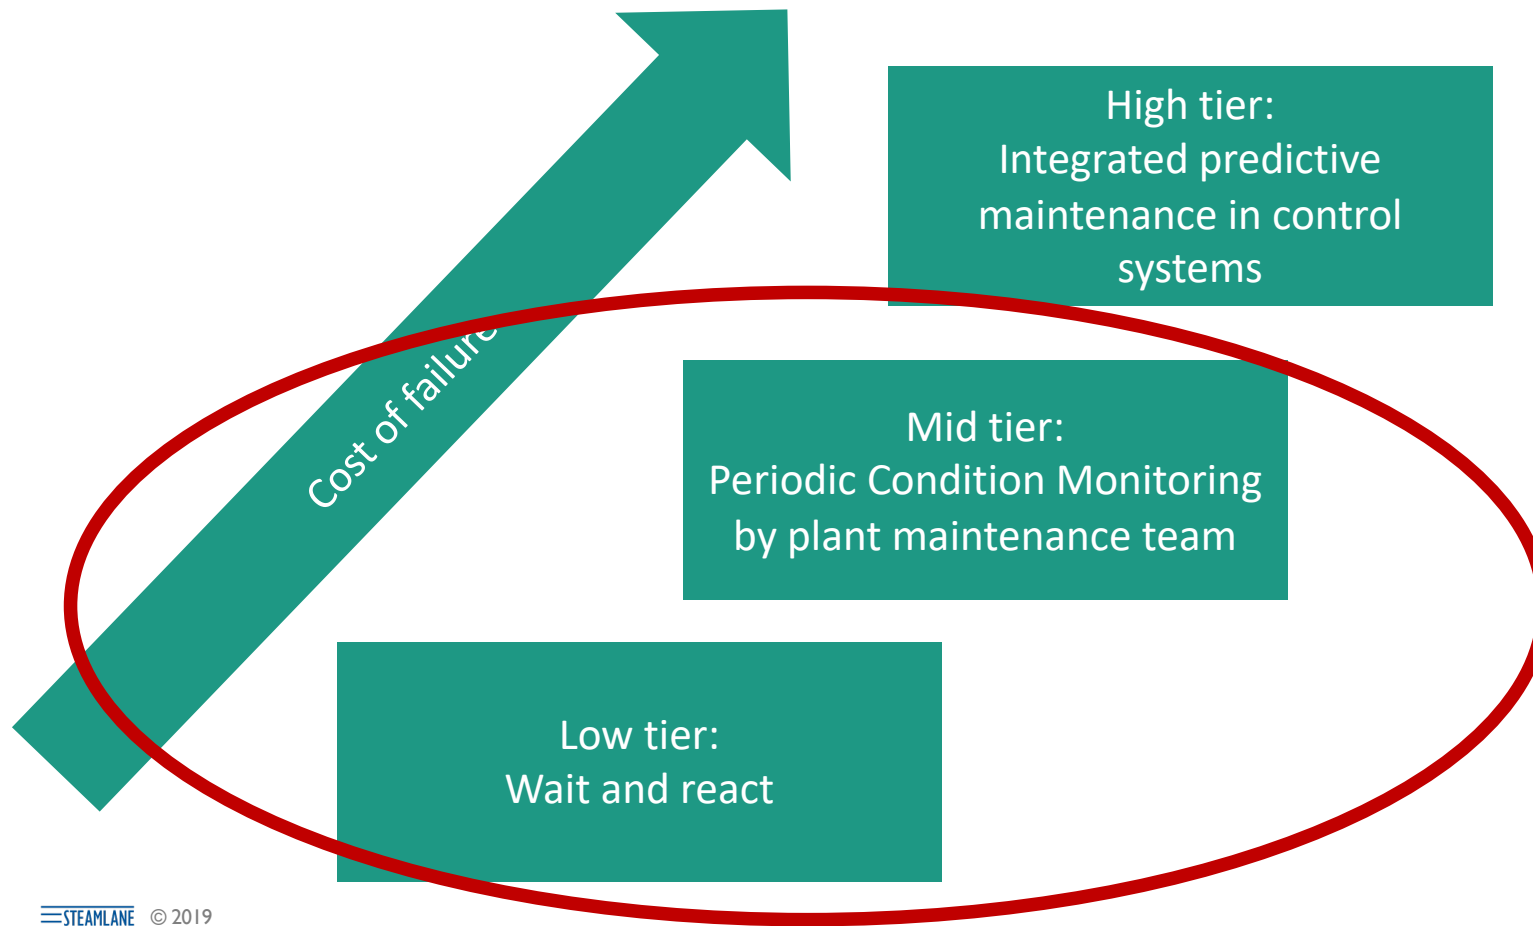 High tier:
Integrated predictive
maintenance in control
systems
Cost of failure
Mid tier:
Periodic Condition Monitoring
by plant maintenance team
Low tier:
Wait and react
STEAMLANE © 2019